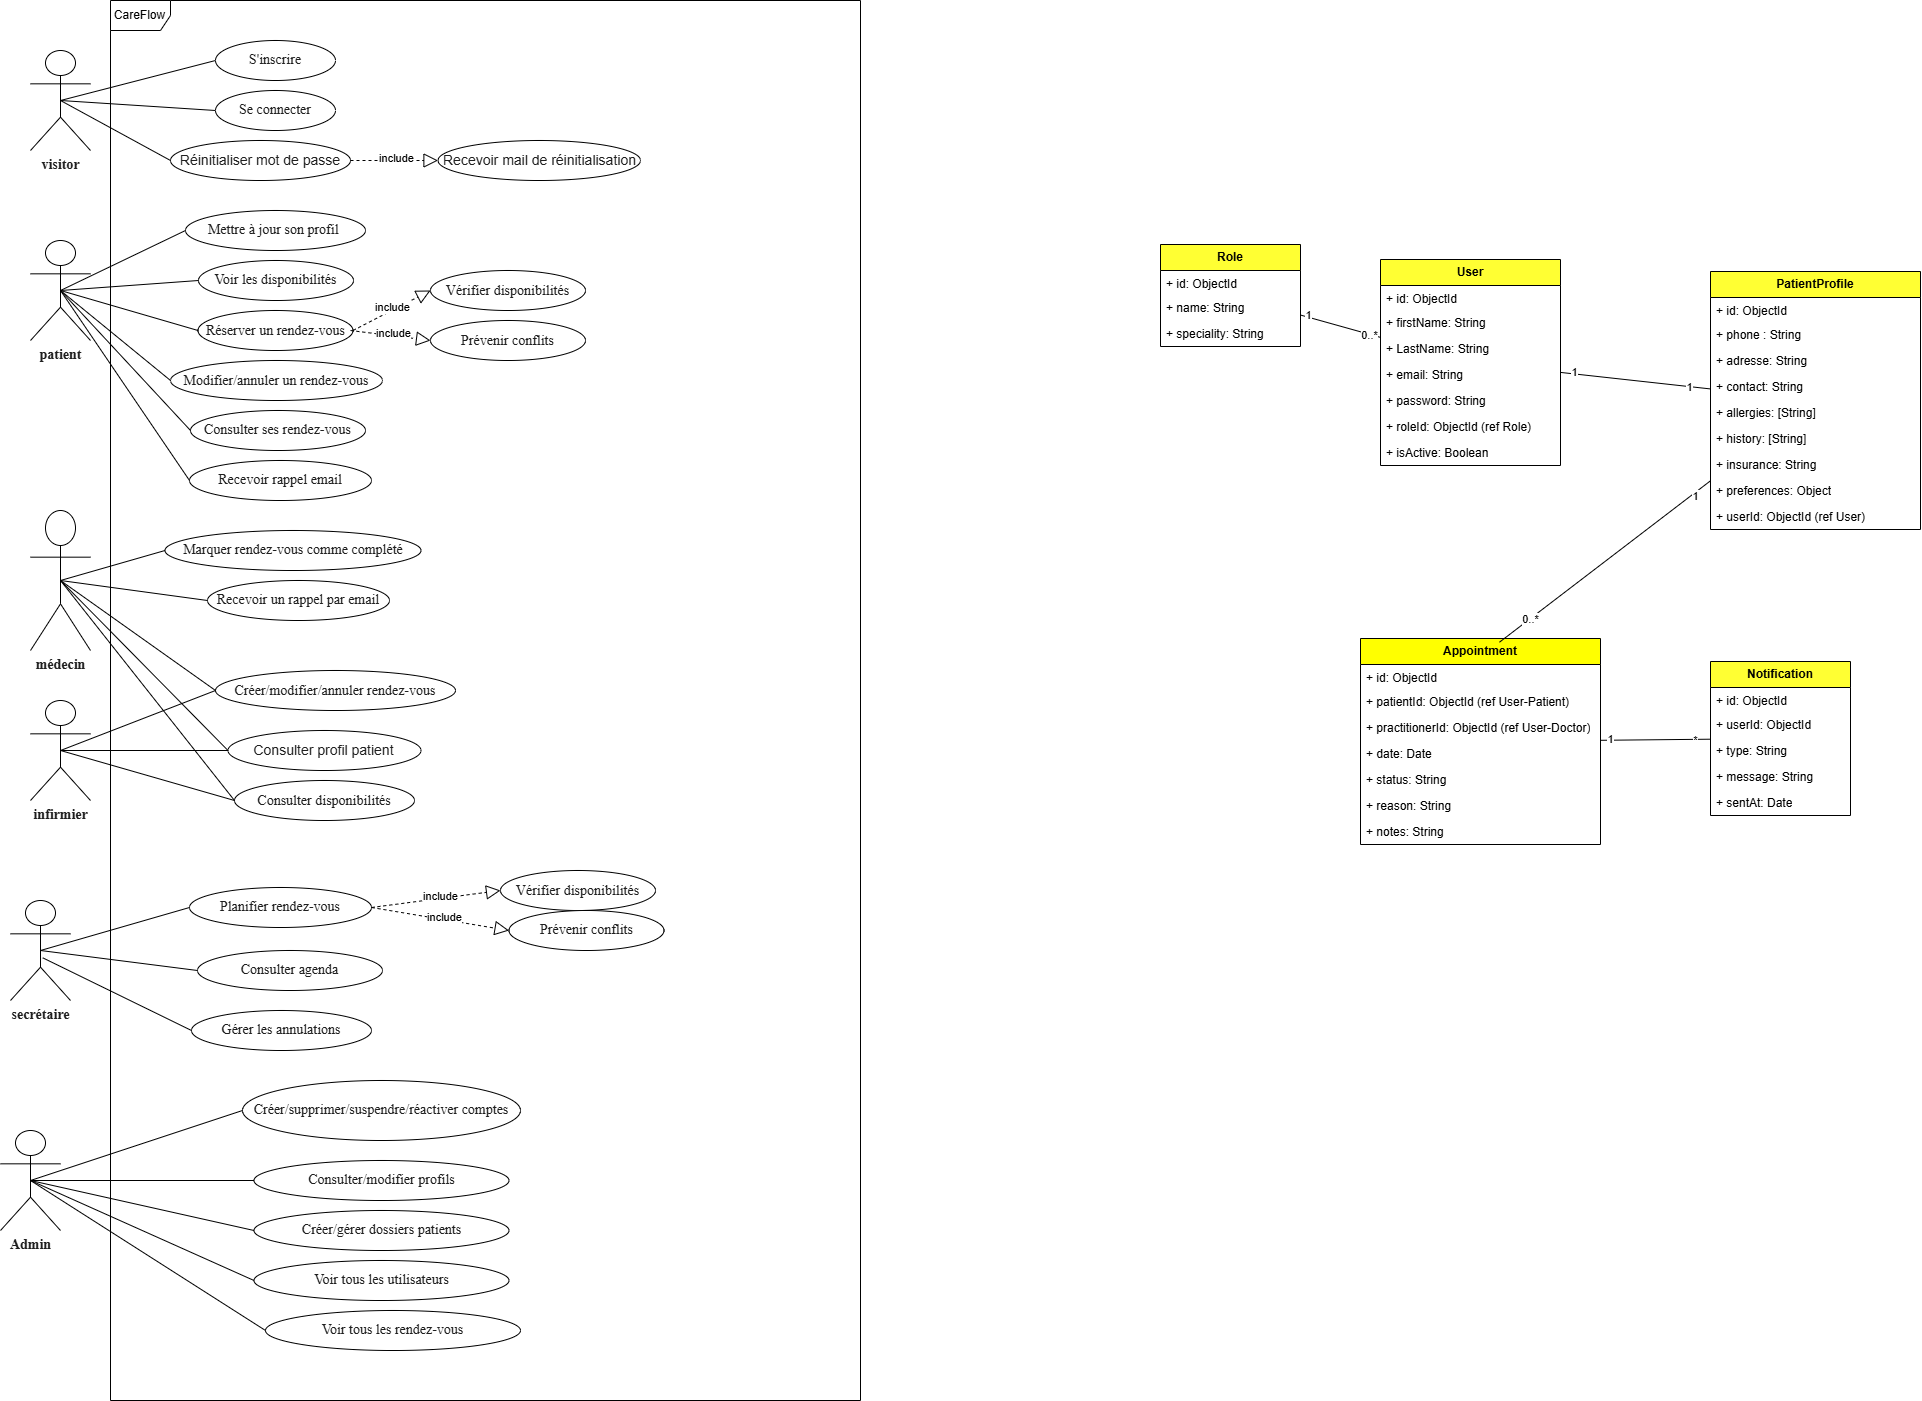 CareFlow
S'inscrire
Se connecter
Réinitialiser mot de passe
include
Recevoir mail de réinitialisation
visitor
Mettre à jour son profil
Voir les disponibilités
Réserver un rendez-vous
include
Vérifier disponibilités
include
Prévenir conflits
patient
Modifier/annuler un rendez-vous
Consulter ses rendez-vous
Recevoir rappel email
Marquer rendez-vous comme complété
Recevoir un rappel par email
médecin
Créer/modifier/annuler rendez-vous
Consulter profil patient
Consulter disponibilités
infirmier
Planifier rendez-vous
include
Vérifier disponibilités
include
Prévenir conflits
Consulter agenda
secrétaire
Gérer les annulations
Créer/supprimer/suspendre/réactiver comptes
Consulter/modifier profils
Créer/gérer dossiers patients
Admin
Voir tous les utilisateurs
Voir tous les rendez-vous
Role
+ id: ObjectId
+ name: String
+ speciality: String
1
0..*
User
+ id: ObjectId
+ firstName: String
+ LastName: String
+ email: String
+ password: String
+ roleId: ObjectId (ref Role)
+ isActive: Boolean
1
1
PatientProfile
+ id: ObjectId
+ phone : String
+ adresse: String
+ contact: String
+ allergies: [String]
+ history: [String]
+ insurance: String
+ preferences: Object
+ userId: ObjectId (ref User)
1
0..*
Appointment
+ id: ObjectId
+ patientId: ObjectId (ref User-Patient)
+ practitionerId: ObjectId (ref User-Doctor)
+ date: Date
+ status: String
+ reason: String
+ notes: String
1
*
Notification
+ id: ObjectId
+ userId: ObjectId
+ type: String
+ message: String
+ sentAt: Date